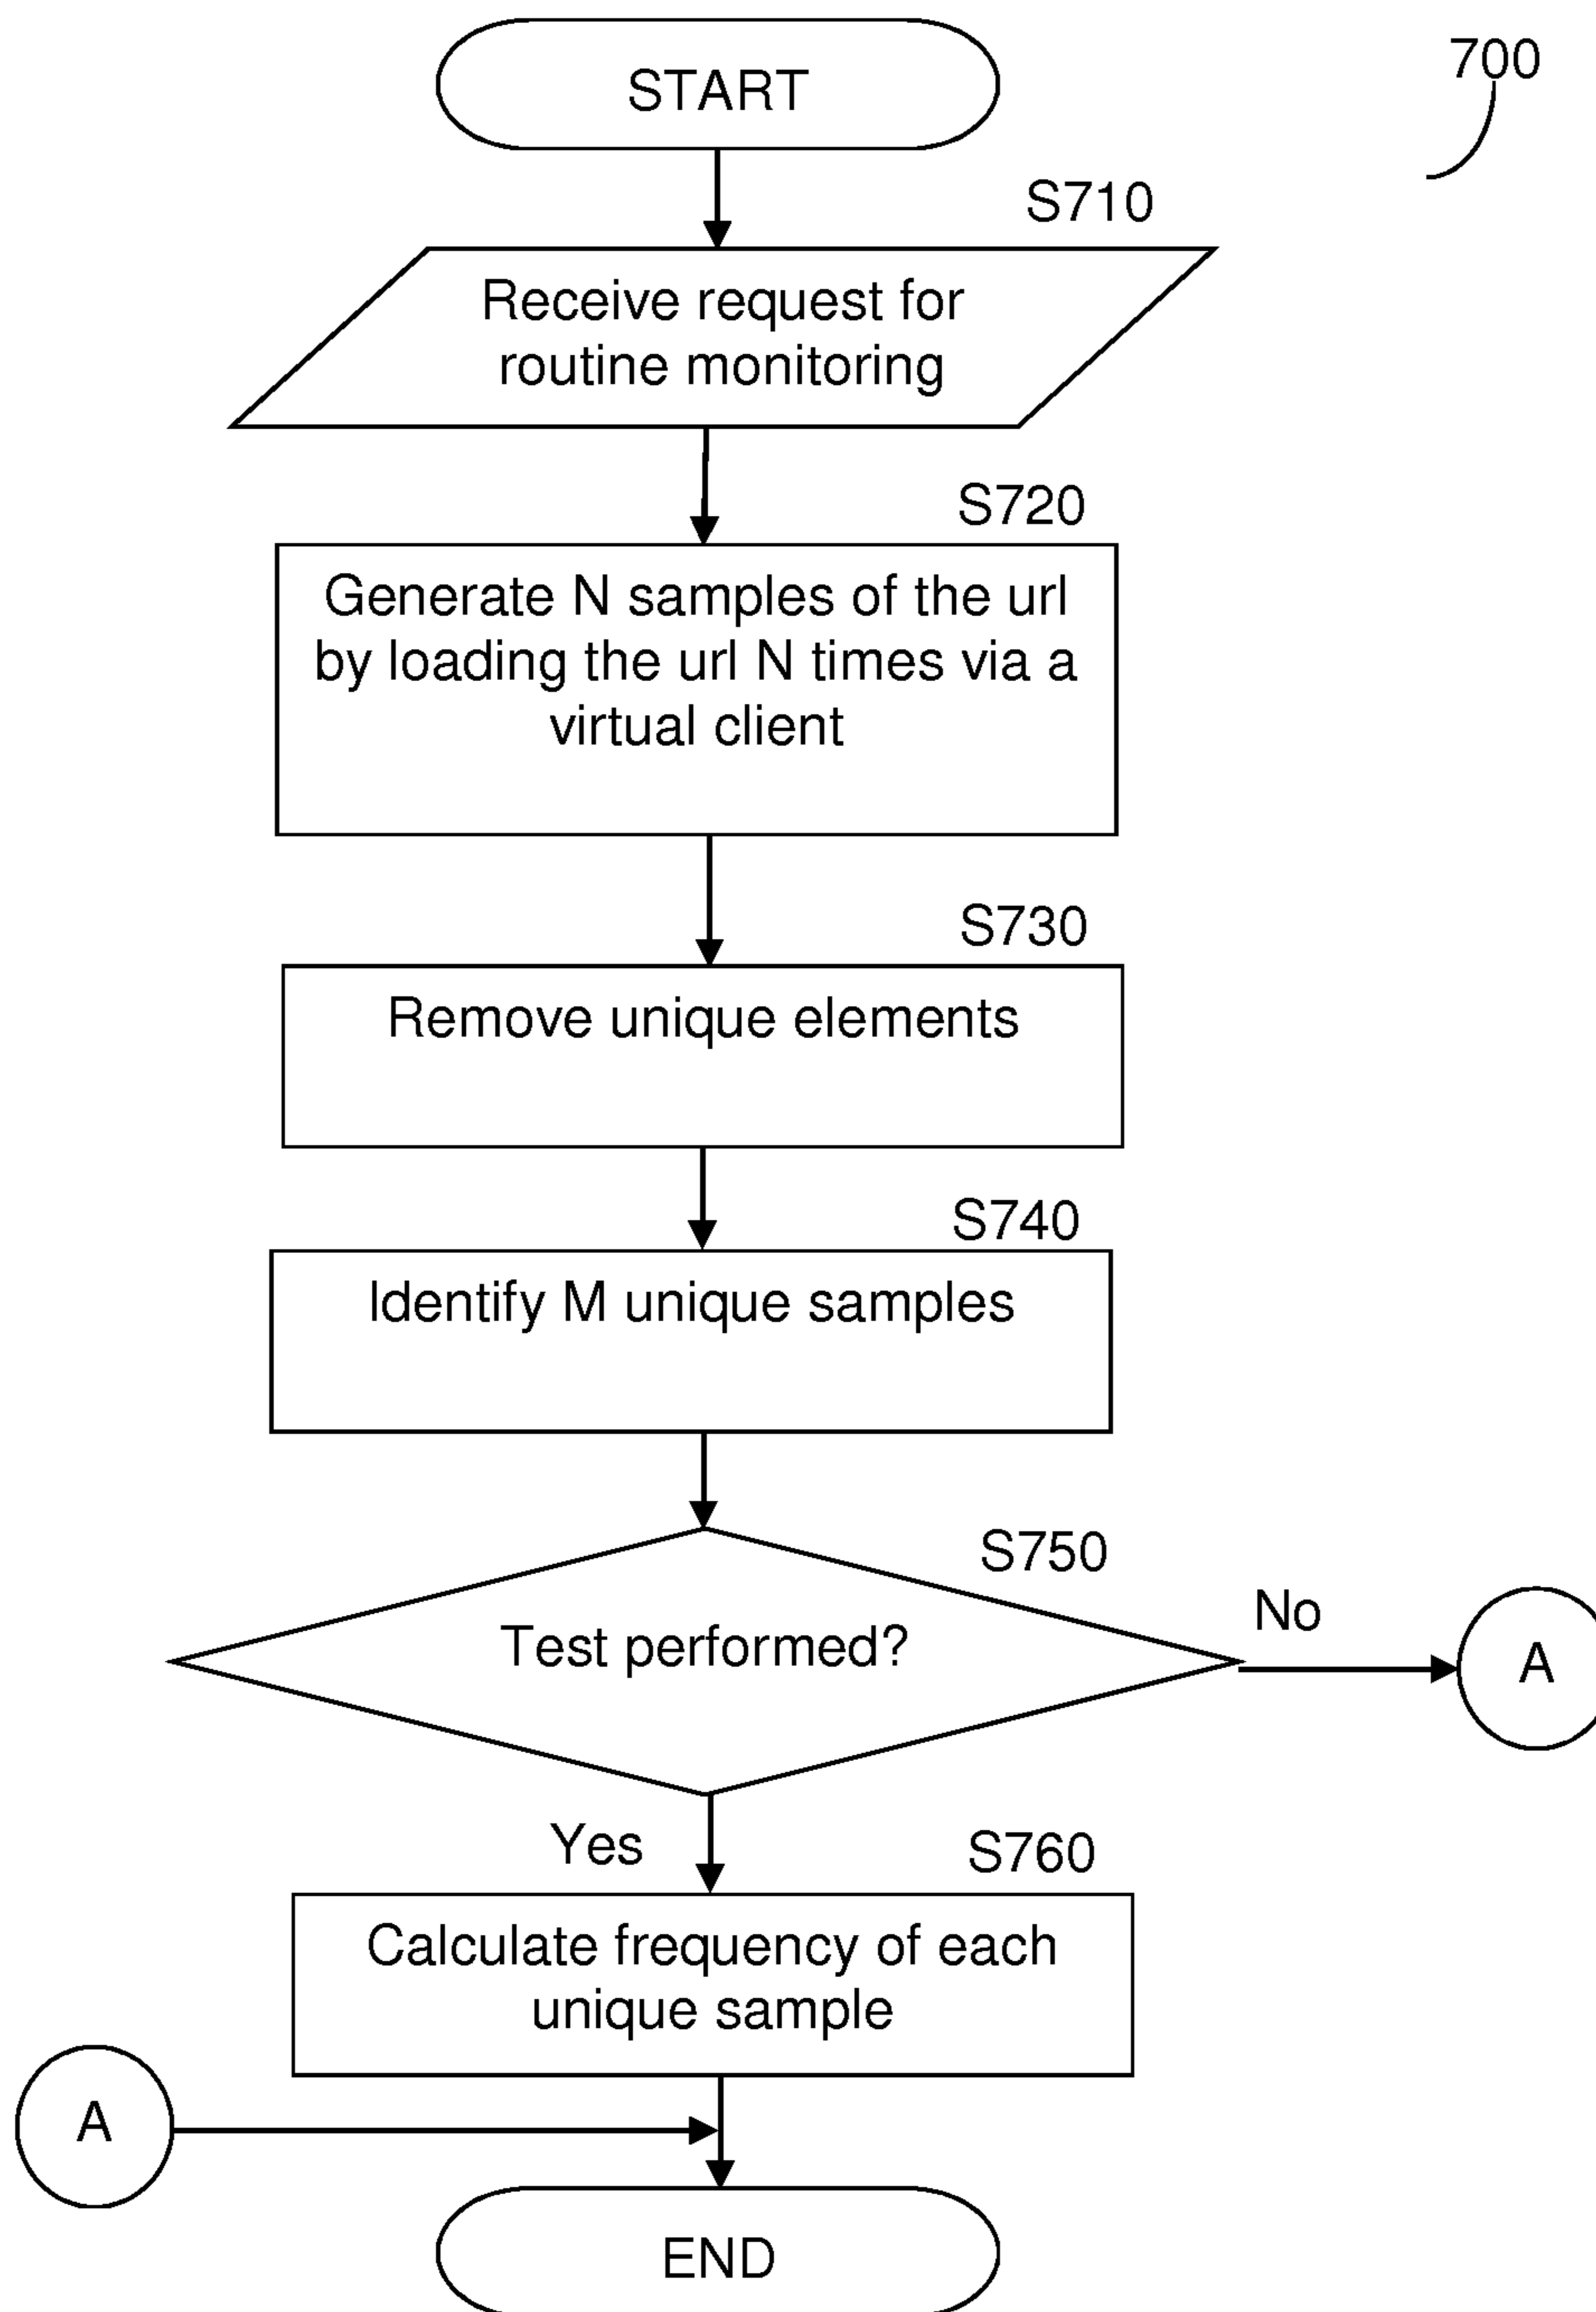 START
700
S710
Receive request for
routine monitoring
S720
Generate N samples of the url
by loading the url N times via a
virtual client
S730
Remove unique elements
S740
Identify M unique samples
S750
Test performed?
No
A
Yes
S760
Calculate frequency of each
unique sample
A
END